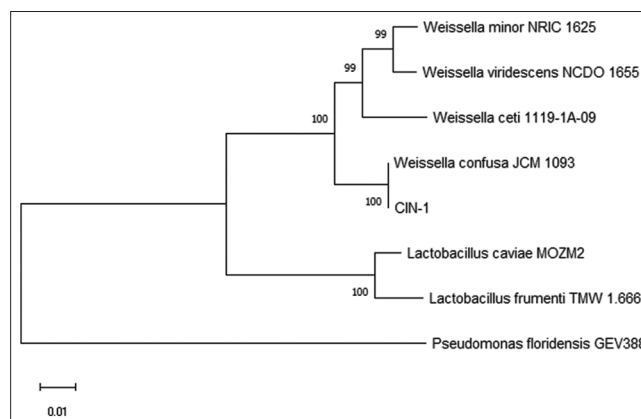 99
Weissella minor NRIC 1625
99
Weissella viridescens NCDO 1655
100
Weissella ceti 1119-1A-09
Weissella confusa JCM 1093
100
CIN-1
Lactobacillus caviae MOZM2
100
Lactobacillus frumenti TMW 1.666
Pseudomonas floridensis GEV388
0.01